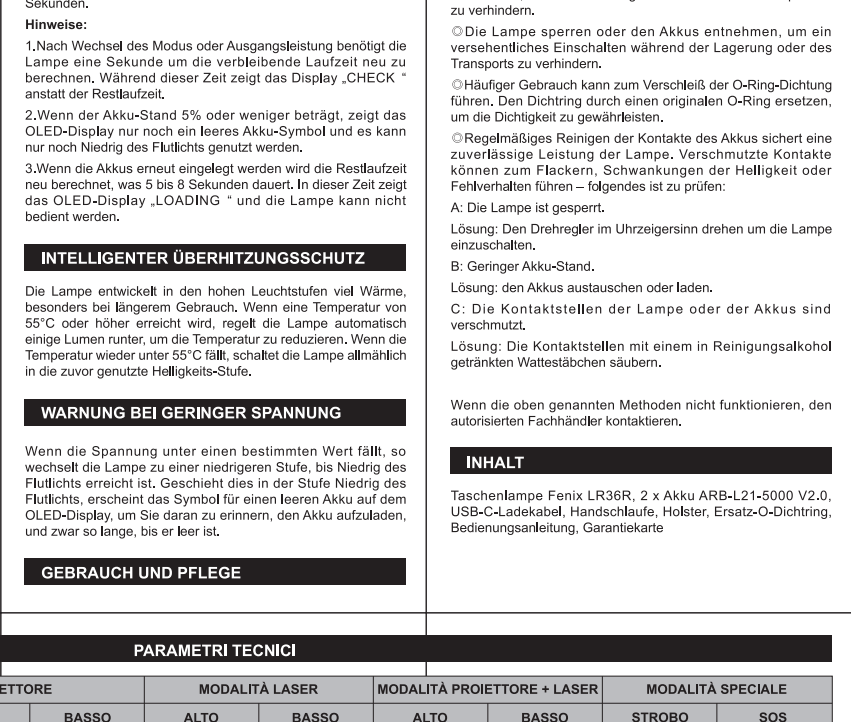 Sekunden.
Hinweise:
1.Nach Wechsel des Modus oder Ausgangsleistung benötigt die
Lampe eine Sekunde um die verbleibende Laufzeit neu zu
berechnen. Während dieser Zeit zeigt das Display „CHECK “
anstatt der Restlaufzeit.
2.Wenn der Akku-Stand 5% oder weniger beträgt, zeigt das
OLED-Display nur noch ein leeres Akku-Symbol und es kann
nur noch Niedrig des Flutlichts genutzt werden.
3.Wenn die Akkus erneut eingelegt werden wird die Restlaufzeit
neu berechnet, was 5 bis 8 Sekunden dauert. In dieser Zeit zeigt
das OLED-Display „LOADING “ und die Lampe kann nicht
bedient werden.
INTELLIGENTER ÜBERHITZUNGSSCHUTZ
Die Lampe entwickelt in den hohen Leuchtstufen viel Wärme,
besonders bei längerem Gebrauch. Wenn eine Temperatur von
55°C oder höher erreicht wird, regelt die Lampe automatisch
einige Lumen runter, um die Temperatur zu reduzieren. Wenn die
Temperatur wieder unter 55°C fällt, schaltet die Lampe allmählich
in die zuvor genutzte Helligkeits-Stufe.
WARNUNG BEI GERINGER SPANNUNG
Wenn die Spannung unter einen bestimmten Wert fällt, so
wechselt die Lampe zu einer niedrigeren Stufe, bis Niedrig des
Flutlichts erreicht ist. Geschieht dies in der Stufe Niedrig des
Flutlichts, erscheint das Symbol für einen leeren Akku auf dem
OLED-Display, um Sie daran zu erinnern, den Akku aufzuladen,
und zwar so lange, bis er leer ist.
GEBRAUCH UND PFLEGE
zu verhindern.
◎Die Lampe sperren oder den Akkus entnehmen, um ein
versehentliches Einschalten während der Lagerung oder des
Transports zu verhindern.
◎Häufiger Gebrauch kann zum Verschleiß der O-Ring-Dichtung
führen. Den Dichtring durch einen originalen O-Ring ersetzen,
um die Dichtigkeit zu gewährleisten.
◎Regelmäßiges Reinigen der Kontakte des Akkus sichert eine
zuverlässige Leistung der Lampe. Verschmutzte Kontakte
können zum Flackern, Schwankungen der Helligkeit oder
Fehlverhalten führen – folgendes ist zu prüfen:
A: Die Lampe ist gesperrt.
Lösung: Den Drehregler im Uhrzeigersinn drehen um die Lampe
einzuschalten.
B: Geringer Akku-Stand.
Lösung: den Akkus austauschen oder laden.
C: Die Kontaktstellen der Lampe oder der Akkus sind
verschmutzt.
Lösung: Die Kontaktstellen mit einem in Reinigungsalkohol
getränkten Wattestäbchen säubern.
Wenn die oben genannten Methoden nicht funktionieren, den
autorisierten Fachhändler kontaktieren.
INHALT
Taschenlampe Fenix LR36R, 2 x Akku ARB-L21-5000 V2.0,
USB-C-Ladekabel, Handschlaufe, Holster, Ersatz-O-Dichtring,
Bedienungsanleitung, Garantiekarte
PARAMETRI TECNICI
ETTORE MODALITÀ LASER MODALITÀ PROIETTORE + LASER MODALITÀ SPECIALE
BASSO ALTO BASSO ALTO BASSO STROBO SOS